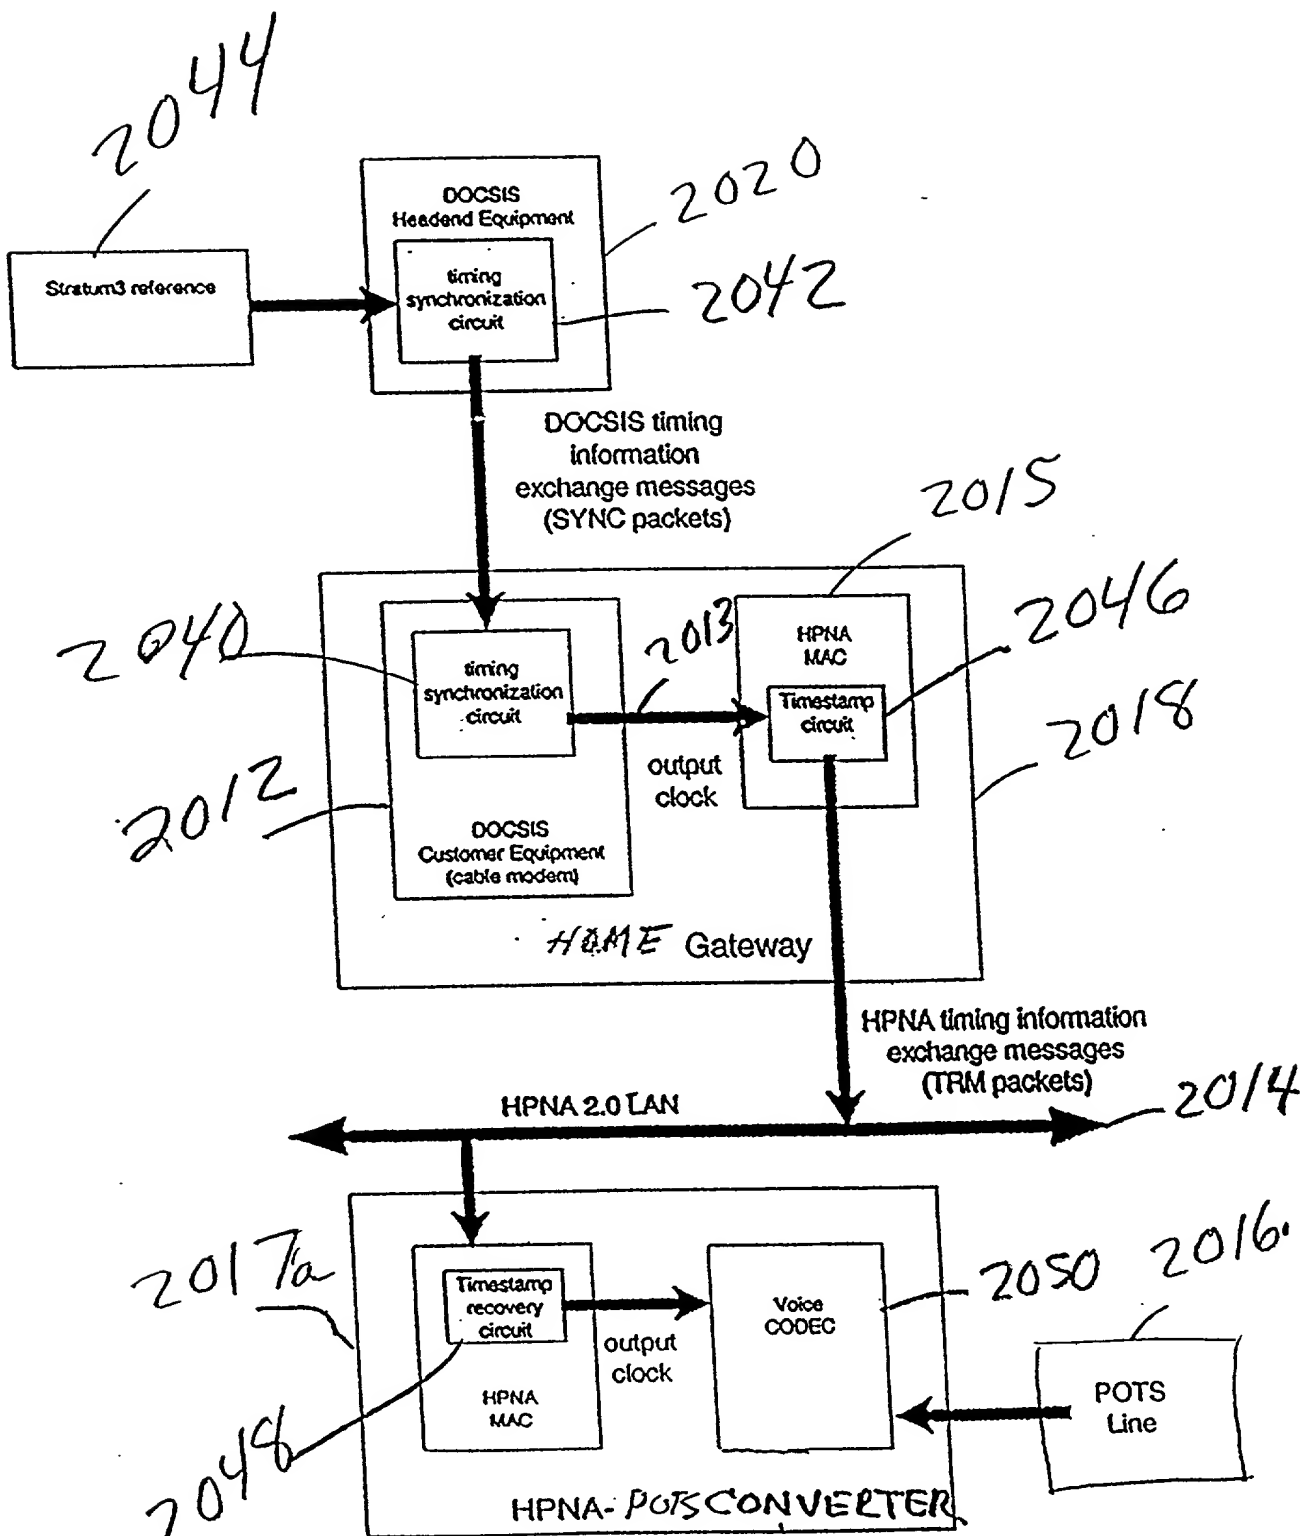 2044
DOCSIS
Headend Equipment
2020
Stratum3 reference
timing
synchronization
circuit
2042
DOCSIS timing
information
exchange messages
(SYNC packets)
2015
2040
timing
synchronization
circuit
2013
HPNA
MAC
2046
Timestamp
circuit
2018
output
clock
2012
DOCSIS
Customer Equipment
(cable modem)
HOME Gateway
HPNA timing information
exchange messages
(TRM packets)
HPNA 2.0 LAN
2014
2017a
Timestamp
recovery
circuit
output
clock
Voice
CODEC
2050
2016
HPNA
MAC
POTS
Line
2048
HPNA-POTS CONVERTER